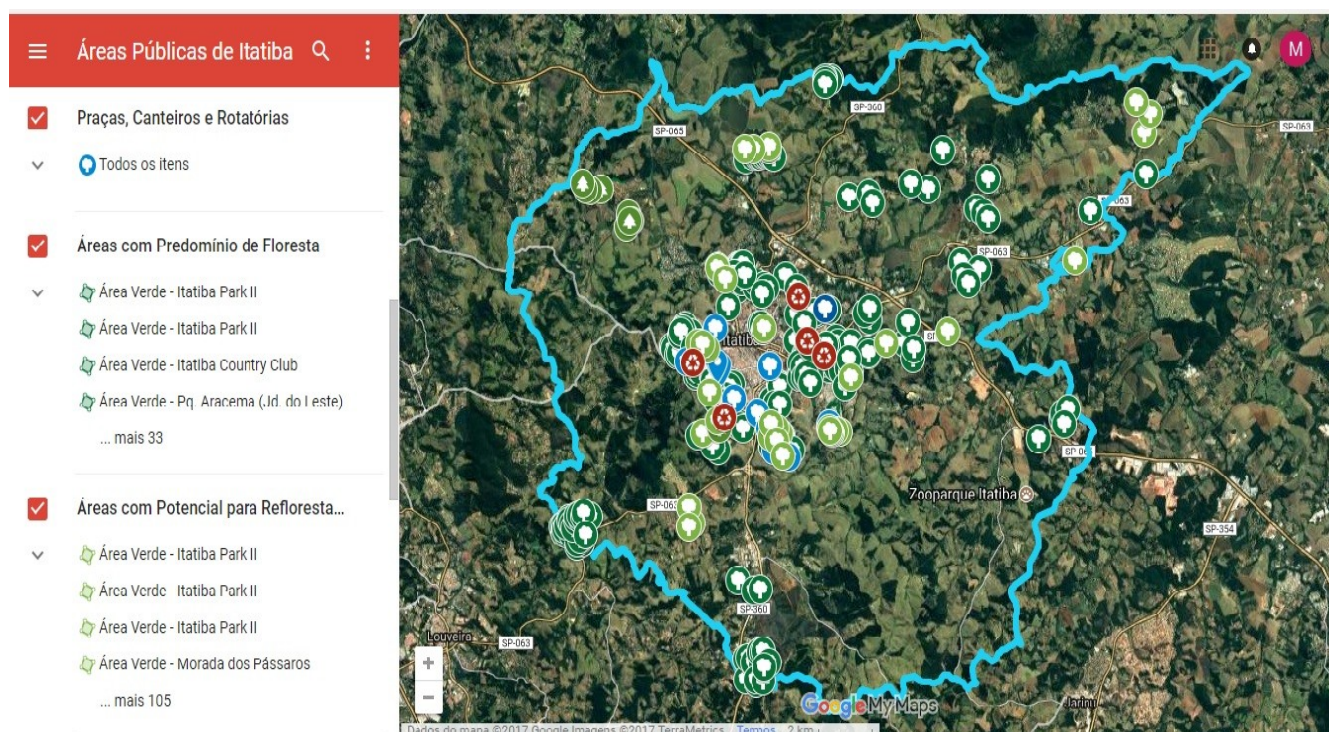 Áreas Públicas de Itatiba
M
Praças, Canteiros e Rotatórias
Todos os itens
Áreas com Predomínio de Floresta
Área Verde - Itatiba Park II
Área Verde - Itatiba Park II
Área Verde - Itatiba Country Club
Área Verde - Pq. Aracema (Jd. do Leste)
... mais 33
Áreas com Potencial para Refloresta...
Área Verde - Itatiba Park II
Área Verde - Itatiba Park II
Área Verde - Itatiba Park II
Área Verde - Morada dos Pássaros
... mais 105
SP-360
SP-065
SP-063
SP-063
SP-063
Itatiba
Zooparque Itatiba
SP-063
SP-354
SP-360
Louveira
SP-063
Jarinu
Google My Maps
Dados do mapa ©2017 Google Imagens ©2017 TerraMetrics Termos 2 km